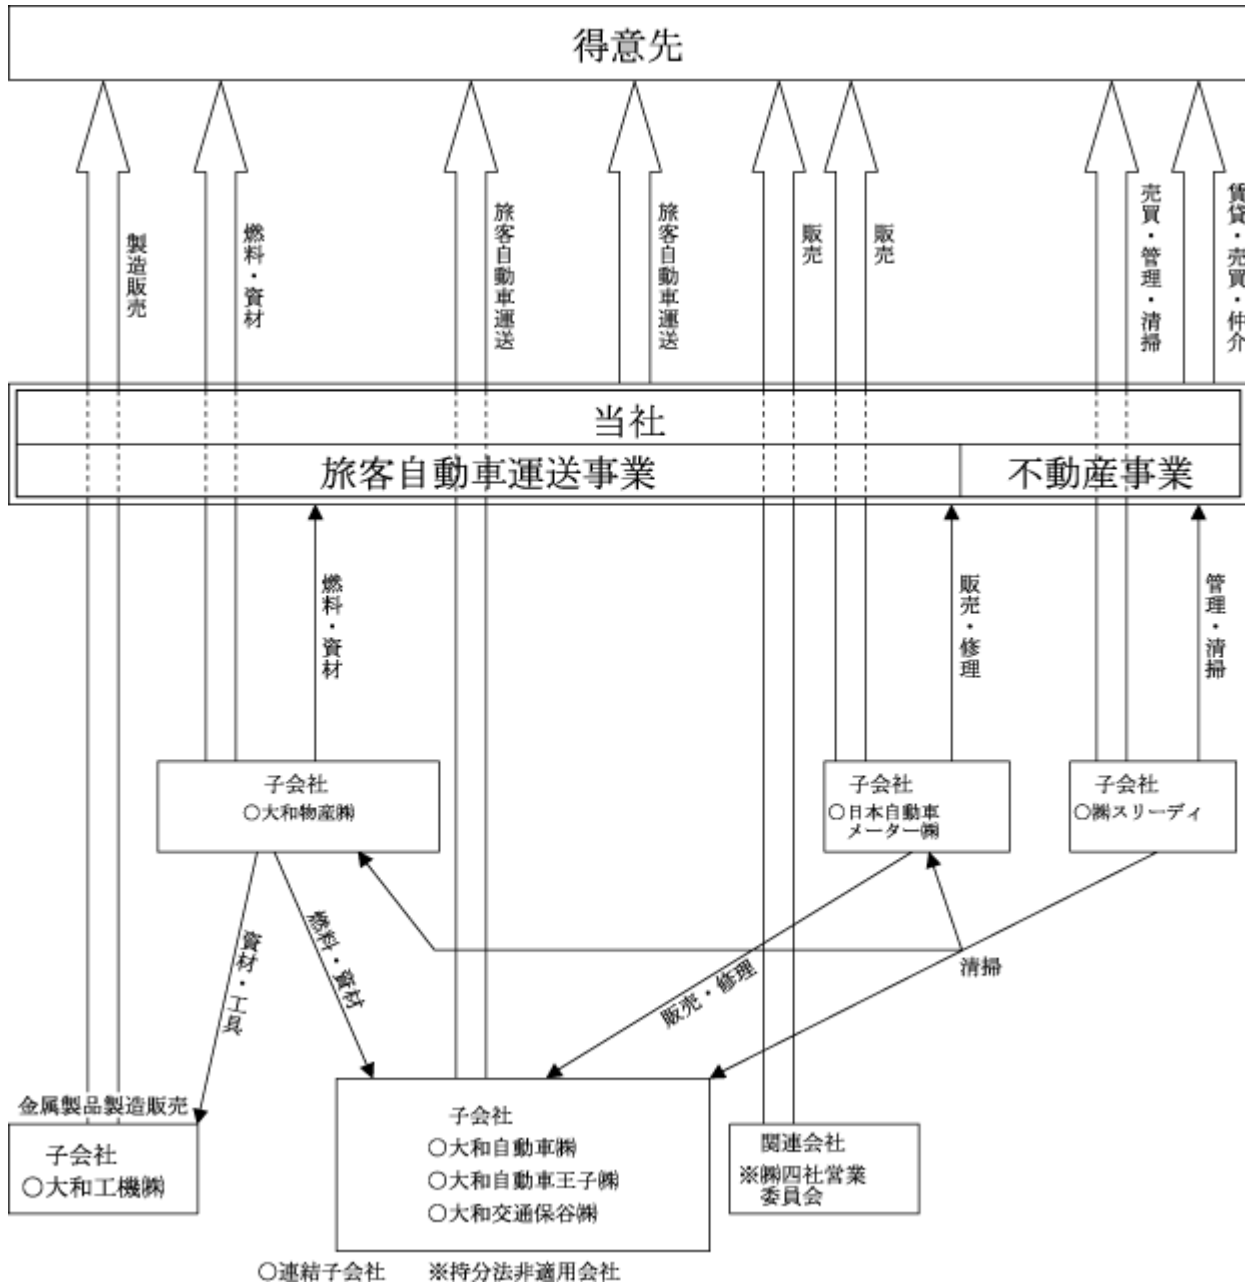 得意先
製造販売
燃料・資材
旅客自動車運送
旅客自動車運送
販売
販売
売買・管理・清掃
賃貸・売買・仲介
当社
旅客自動車運送事業
不動産事業
燃料・資材
販売・修理
管理・清掃
子会社
○大和物産㈱
子会社
○日本自動車
メーター㈱
子会社
○㈱スリーディ
資材・工具
燃料・資材
販売・修理
清掃
金属製品製造販売
子会社
○大和工機㈱
子会社
○大和自動車㈱
○大和自動車王子㈱
○大和交通保谷㈱
関連会社
※㈱四社営業
委員会
○連結子会社 ※持分法非適用会社